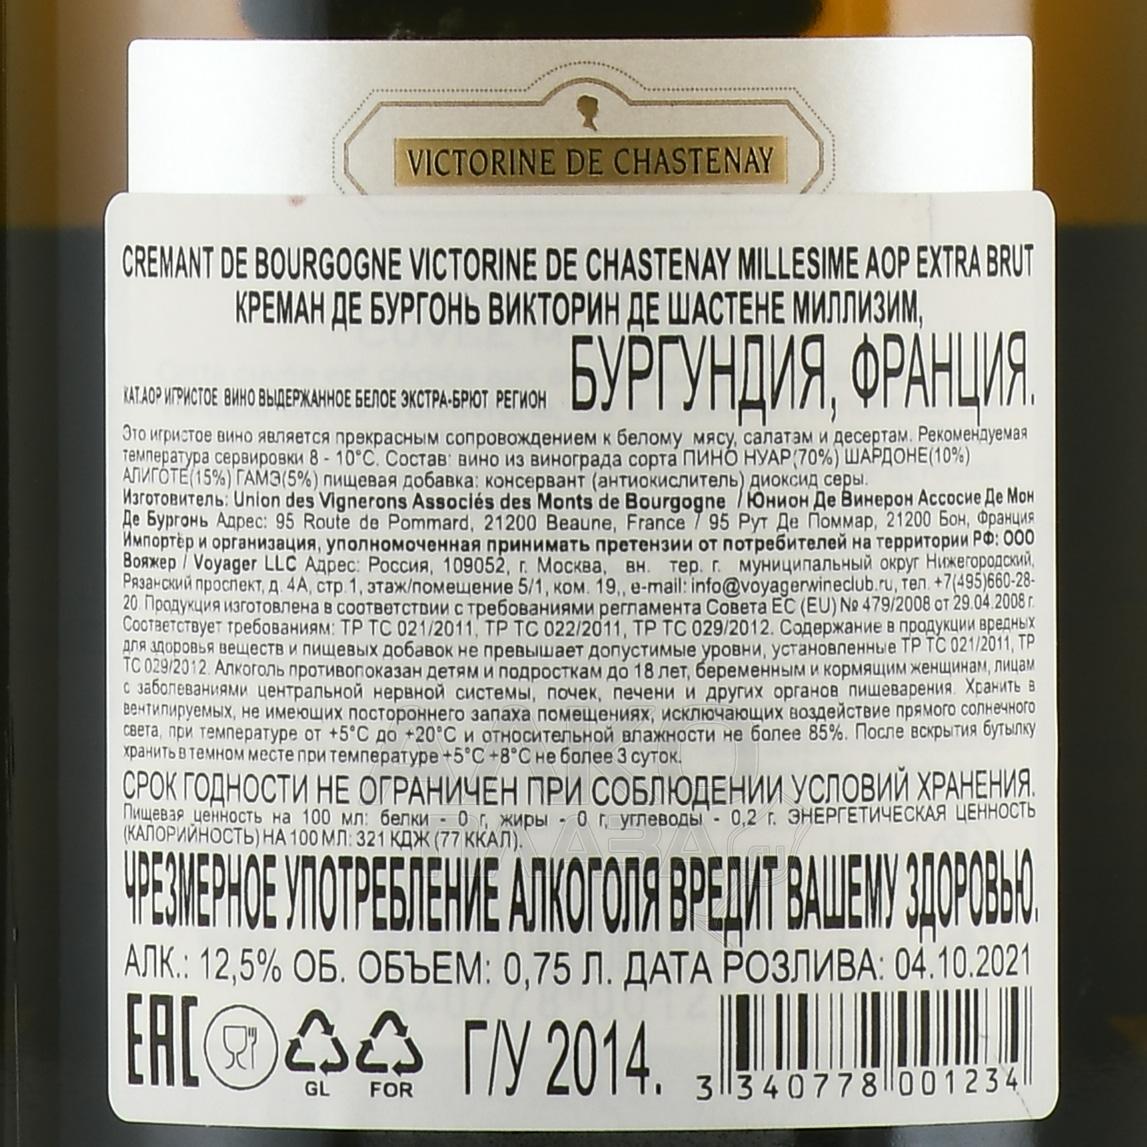 VICTORINE DE CHASTENAY
CREMANT DE BOURGOGNE VICTORINE DE CHASTENAY MILLESIME AOP EXTRA BRUT
КРЕМАН ДЕ БУРГОНЬ ВИКТОРИН ДЕ ШАСТЕНЕ МИЛЛИЗИМ,
КАТ.АОР ИГРИСТОЕ ВИНО ВЫДЕРЖАННОЕ БЕЛОЕ ЭКСТРА-БРЮТ РЕГИОН БУРГУНДИЯ, ФРАНЦИЯ.
Это игристое вино является прекрасным сопровождением к белому мясу, салатам и десертам. Рекомендуемая
температура сервировки 8 - 10°С. Состав: вино из винограда сорта ПИНО НУАР(70%) ШАРДОНЕ(10%)
АЛИГОТЕ(15%) ГАМЭ(5%) пищевая добавка: консервант (антиокислитель) диоксид серы.
Изготовитель: Union des Vignerons Associés des Monts de Bourgogne / Юнион Де Винерон Ассосие Де Мон
Де Бургонь Адрес: 95 Route de Pommard, 21200 Beaune, France / 95 Рут Де Поммар, 21200 Бон, Франция
Импортёр и организация, уполномоченная принимать претензии от потребителей на территории РФ: ООО
Вояжер / Voyager LLC Адрес: Россия, 109052, г. Москва, вн. тер. г. муниципальный округ Нижегородский,
Рязанский проспект, д. 4А, стр.1, этаж/помещение 5/1, ком. 19,, e-mail: info@voyagerwineclub.ru, тел. +7(495)660-28-
20. Продукция изготовлена в соответствии с требованиями регламента Совета ЕС (EU) № 479/2008 от 29.04.2008 г.
Соответствует требованиям: ТР ТС 021/2011, ТР ТС 022/2011, ТР ТС 029/2012. Содержание в продукции вредных
для здоровья веществ и пищевых добавок не превышает допустимые уровни, установленные ТР ТС 021/2011, ТР
ТС 029/2012. Алкоголь противопоказан детям и подросткам до 18 лет, беременным и кормящим женщинам, лицам
с заболеваниями центральной нервной системы, почек, печени и других органов пищеварения. Хранить в
вентилируемых, не имеющих постороннего запаха помещениях, исключающих воздействие прямого солнечного
света, при температуре от +5°С до +20°С и относительной влажности не более 85%. После вскрытия бутылку
хранить в темном месте при температуре +5°С +8°С не более 3 суток.
СРОК ГОДНОСТИ НЕ ОГРАНИЧЕН ПРИ СОБЛЮДЕНИИ УСЛОВИЙ ХРАНЕНИЯ.
Пищевая ценность на 100 мл: белки - 0 г, жиры - 0 г, углеводы - 0,2 г. ЭНЕРГЕТИЧЕСКАЯ ЦЕННОСТЬ
(КАЛОРИЙНОСТЬ) НА 100 МЛ: 321 КДЖ (77 ККАЛ).
ЧРЕЗМЕРНОЕ УПОТРЕБЛЕНИЕ АЛКОГОЛЯ ВРЕДИТ ВАШЕМУ ЗДОРОВЬЮ.
АЛК.: 12,5% ОБ. ОБЪЕМ: 0,75 Л. ДАТА РОЗЛИВА: 04.10.2021
EAC GL FOR Г/У 2014. 3 340778 001234